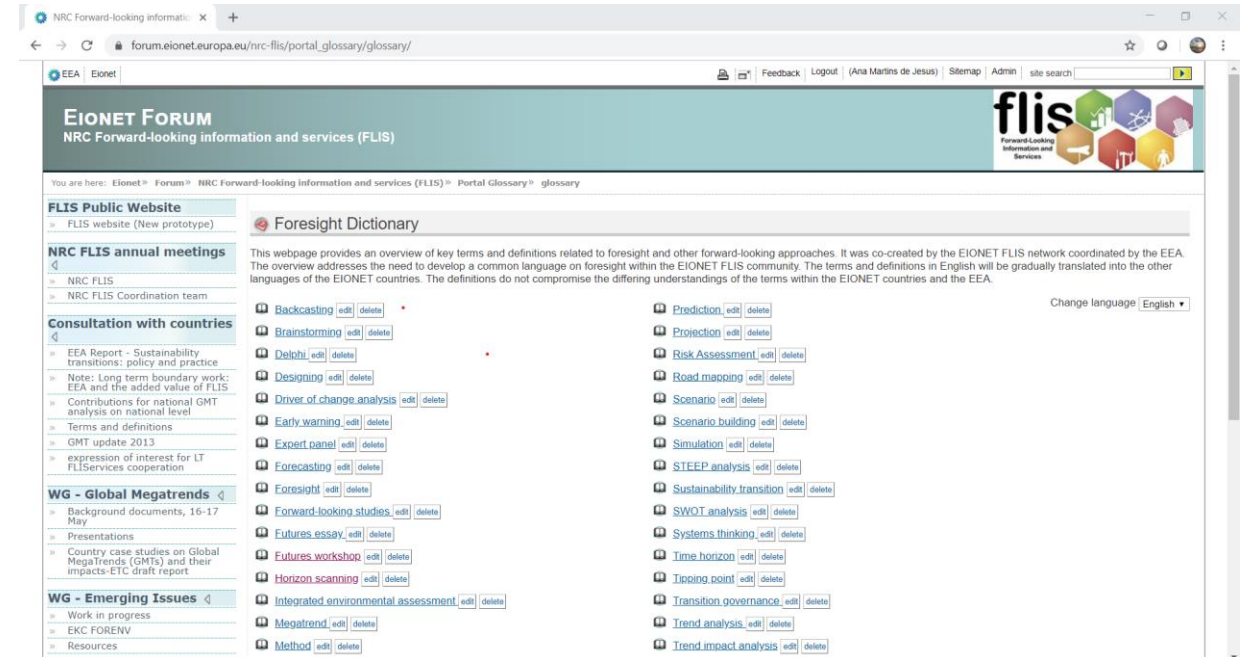 NRC Forward-looking informatio
forum.eionet.europa.eu/nrc-flis/portal_glossary/glossary/
EEA Eionet
Feedback Logout (Ana Martins de Jesus) Sitemap Admin site search
EIONET FORUM
NRC Forward-looking information and services (FLIS)
flis
Forward-Looking
Information and
Services
You are here: Eionet» Forum» NRC Forward-looking information and services (FLIS)» Portal Glossary» glossary
FLIS Public Website
» FLIS website (New prototype)
NRC FLIS annual meetings
» NRC FLIS
» NRC FLIS Coordination team
Consultation with countries
» EEA Report - Sustainability
transitions: policy and practice
» Note: Long term boundary work:
EEA and the added value of FLIS
» Contributions for national GMT
analysis on national level
» Terms and definitions
» GMT update 2013
» expression of interest for LT
FLIServices cooperation
WG - Global Megatrends
» Background documents, 16-17
May
» Presentations
» Country case studies on Global
MegaTrends (GMTs) and their
impacts-ETC draft report
WG - Emerging Issues
» Work in progress
» EKC FORENV
» Resources
Foresight Dictionary
This webpage provides an overview of key terms and definitions related to foresight and other forward-looking approaches. It was co-created by the EIONET FLIS network coordinated by the EEA.
The overview addresses the need to develop a common language on foresight within the EIONET FLIS community. The terms and definitions in English will be gradually translated into the other
languages of the EIONET countries. The definitions do not compromise the differing understandings of the terms within the EIONET countries and the EEA.
Change language English
Backcasting edit delete
Brainstorming edit delete
Delphi edit delete
Designing edit delete
Driver of change analysis edit delete
Early warning edit delete
Expert panel edit delete
Forecasting edit delete
Foresight edit delete
Forward-looking studies edit delete
Futures essay edit delete
Futures workshop edit delete
Horizon scanning edit delete
Integrated environmental assessment edit delete
Megatrend edit delete
Method edit delete
Prediction edit delete
Projection edit delete
Risk Assessment edit delete
Road mapping edit delete
Scenario edit delete
Scenario building edit delete
Simulation edit delete
STEEP analysis edit delete
Sustainability transition edit delete
SWOT analysis edit delete
Systems thinking edit delete
Time horizon edit delete
Tipping point edit delete
Transition governance edit delete
Trend analysis edit delete
Trend impact analysis edit delete